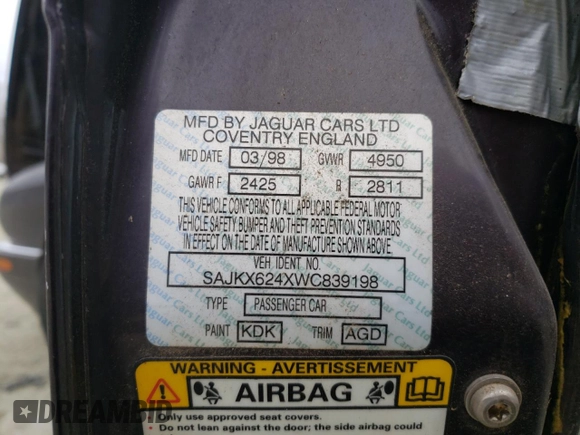 MFD BY JAGUAR CARS LTD
COVENTRY ENGLAND
MFD DATE 03/98 GVWR 4950
GAWR F 2425 R 2811
THIS VEHICLE CONFORMS TO ALL APPLICABLE FEDERAL MOTOR
VEHICLE SAFETY BUMPER AND THEFT PREVENTION STANDARDS
IN EFFECT ON THE DATE OF MANUFACTURE SHOWN ABOVE.
VEH IDENT NO.
SAJKX624XWC839198
TYPE PASSENGER CAR
PAINT KDK TRIM AGD
WARNING - AVERTISSEMENT
AIRBAG
Only use approved seat covers.
• Do not lean against the door; the side airbag could
DREAMBID